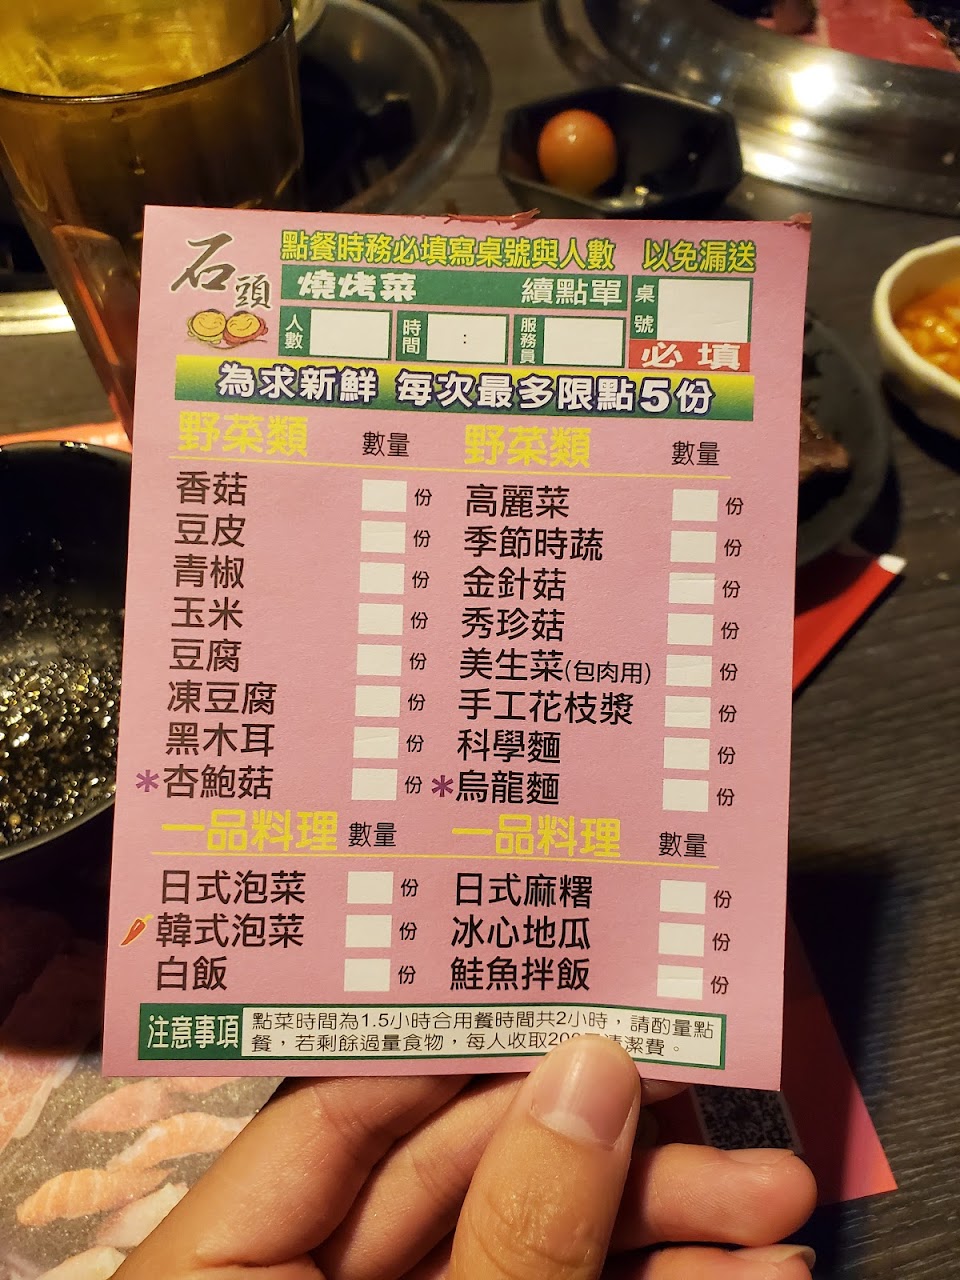 石頭
點餐時務必填寫桌號與人數 以免漏送
燒烤菜 續點單 桌號
人數 時間 : 服務員 必填
為求新鮮 每次最多限點5份
野菜類 數量
香菇 份
豆皮 份
青椒 份
玉米 份
豆腐 份
凍豆腐 份
黑木耳 份
*杏鮑菇 份
野菜類 數量
高麗菜 份
季節時蔬 份
金針菇 份
秀珍菇 份
美生菜(包肉用) 份
手工花枝漿 份
科學麵 份
*烏龍麵 份
一品料理 數量
日式泡菜 份
韓式泡菜 份
白飯 份
一品料理 數量
日式麻糬 份
冰心地瓜 份
鮭魚拌飯 份
注意事項
點菜時間為1.5小時合用餐時間共2小時，請酌量點
餐，若剩餘過量食物，每人收取20 清潔費。